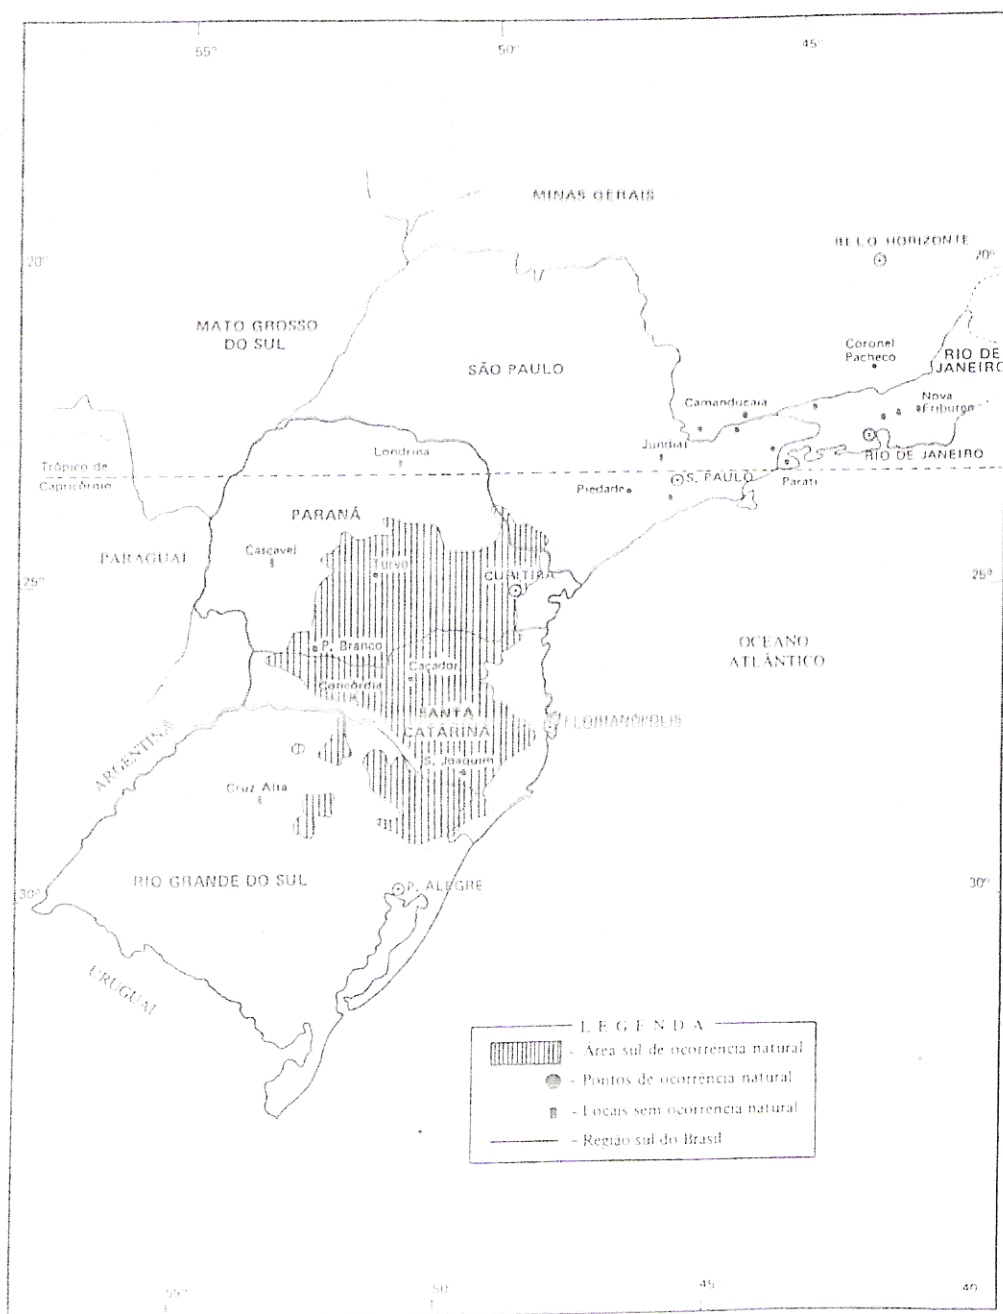 55°
50°
45°
MINAS GERAIS
BELO HORIZONTE
20°
20°
MATO GROSSO
DO SUL
SÃO PAULO
Coronel
Pacheco
RIO DE
JANEIRO
Camanducaia
Nova
Friburgo
Londrina
Jundiaí
RIO DE JANEIRO
Trópico de
Capricórnio
S. PAULO
Piedade
Parati
PARANÁ
PARAGUAI
Cascavel
Turvo
CURITIBA
25°
25°
OCEANO
ATLÂNTICO
P. Branco
Caçador
Concórdia
SANTA
CATARINA
FLORIANÓPOLIS
ARGENTINA
S. Joaquim
Cruz Alta
RIO GRANDE DO SUL
P. ALEGRE
30°
30°
URUGUAI
LEGENDA
- Área sul de ocorrência natural
- Pontos de ocorrência natural
- Locais sem ocorrência natural
- Região sul do Brasil
55°
50
45
40